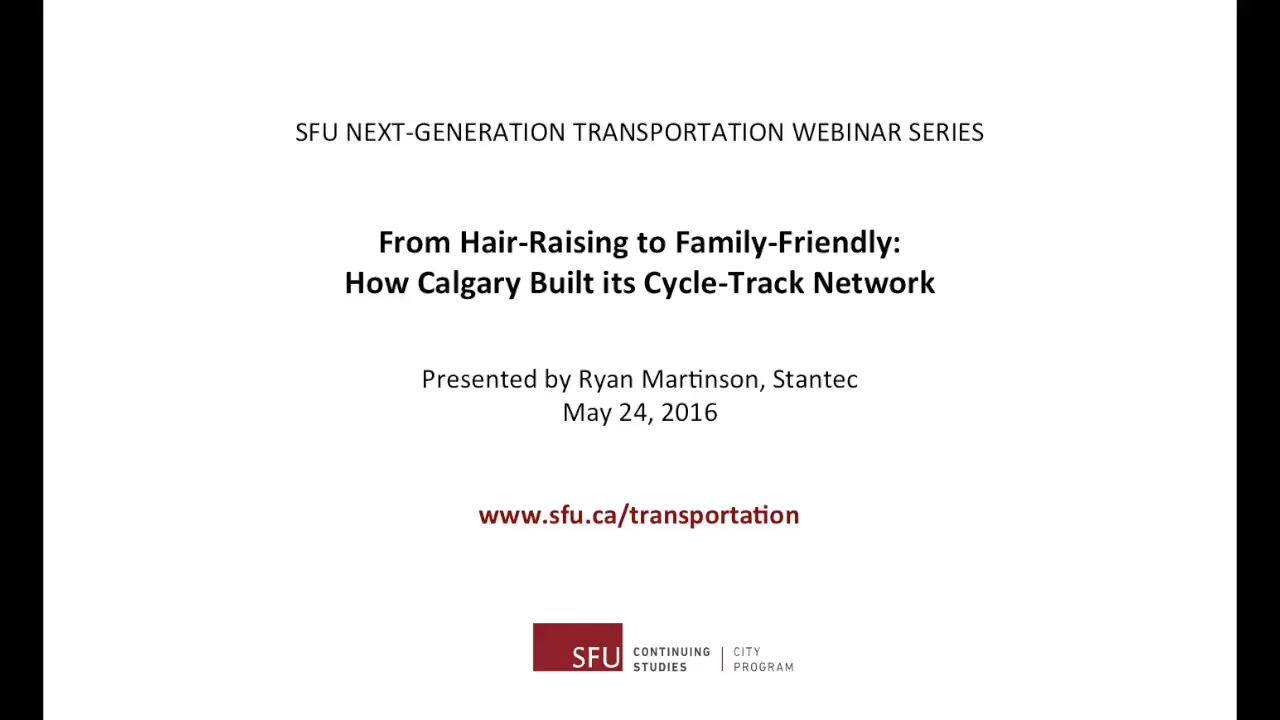 SFU NEXT-GENERATION TRANSPORTATION WEBINAR SERIES
From Hair-Raising to Family-Friendly:
How Calgary Built its Cycle-Track Network
Presented by Ryan Martinson, Stantec
May 24, 2016
www.sfu.ca/transportation
SFU CONTINUING STUDIES | CITY PROGRAM